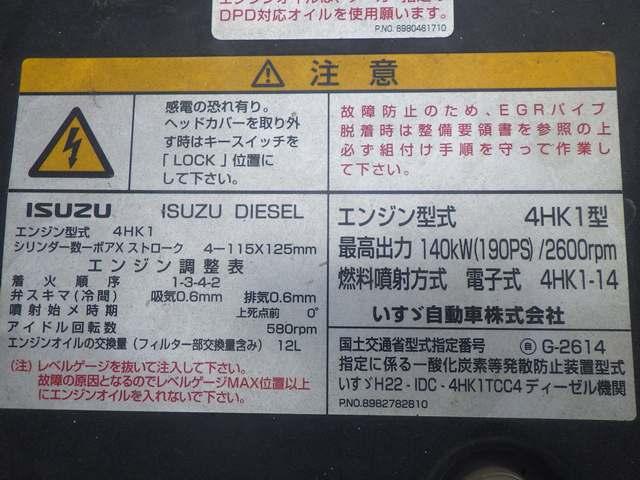 DPD対応オイルを使用願います。
P.NO. 8980461710
注意
感電の恐れ有り。
ヘッドカバーを取り外
す時はキースイッチを
「LOCK」位置に
して下さい。
故障防止のため、EGRパイプ
脱着時は整備要領書を参照の上
必ず組付け手順を守って作業し
て下さい。
ISUZU ISUZU DIESEL
エンジン型式 4HK1
シリンダー数ーボアX ストローク 4-115X125mm
エンジン調整表
着火順序 1-3-4-2
弁スキマ(冷間) 吸気0.6mm 排気0.6mm
噴射始メ時期 上死点前 0°
アイドル回転数 580rpm
エンジンオイルの交換量(フィルター部交換量含み) 12L
(注) レベルゲージを抜いて注入して下さい。
故障の原因となるのでレベルゲージMAX位置以上
にエンジンオイルを入れないで下さい。
エンジン型式 4HK1型
最高出力 140kW(190PS)/2600rpm
燃料噴射方式 電子式 4HK1-14
いすゞ自動車株式会社
国土交通省型式指定番号 自 G-2614
指定に係る一酸化炭素等発散防止装置型式
いすゞH22-IDC-4HK1TCC4ディーゼル機関
P.NO.8982782810